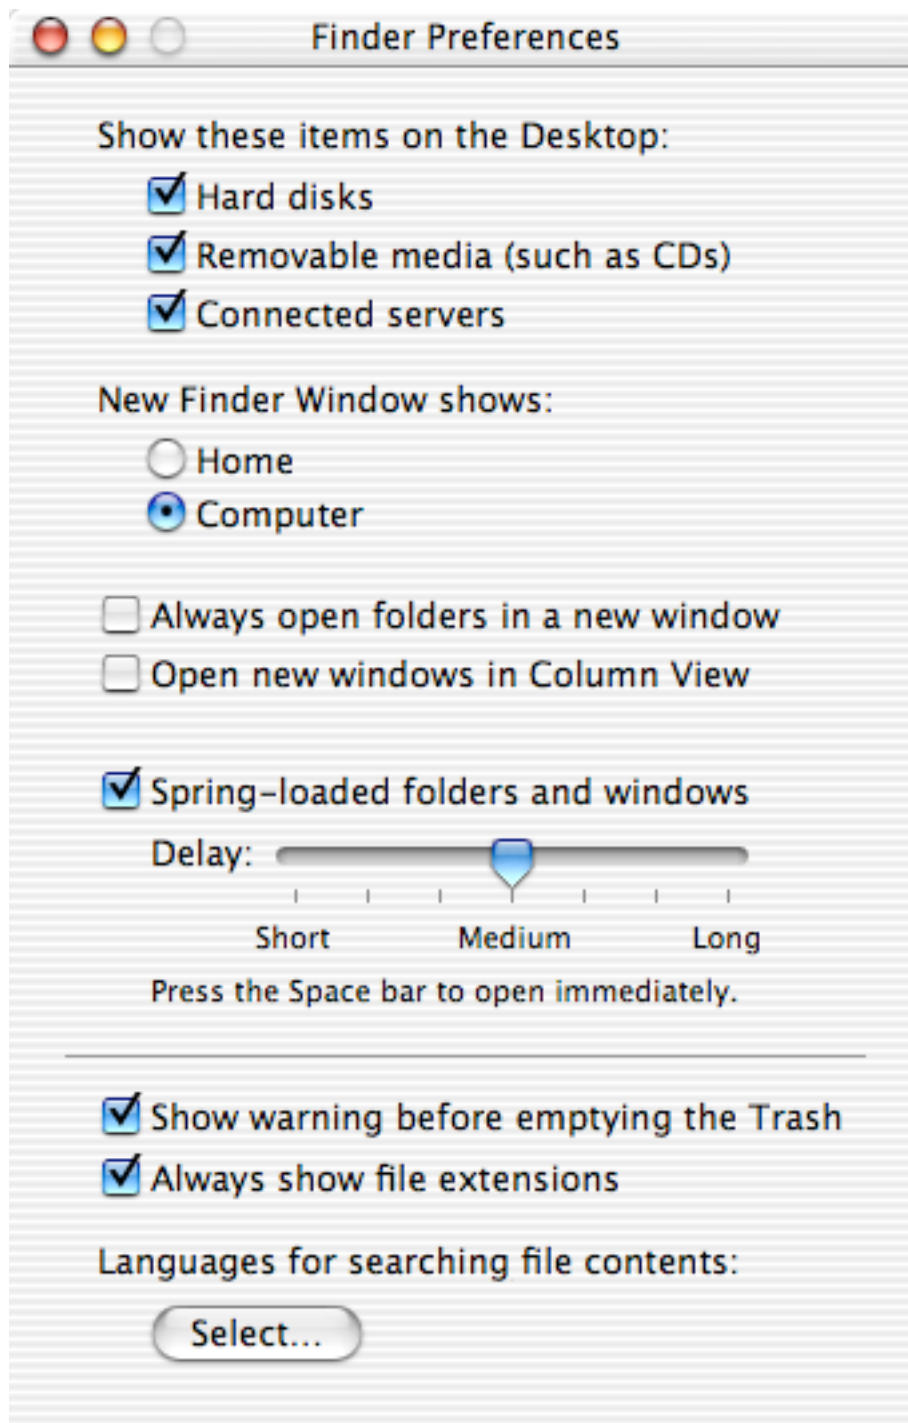 Finder Preferences
Show these items on the Desktop:
Hard disks
Removable media (such as CDs)
Connected servers
New Finder Window shows:
Home
Computer
Always open folders in a new window
Open new windows in Column View
Spring-loaded folders and windows
Delay:
Short Medium Long
Press the Space bar to open immediately.
Show warning before emptying the Trash
Always show file extensions
Languages for searching file contents:
Select...